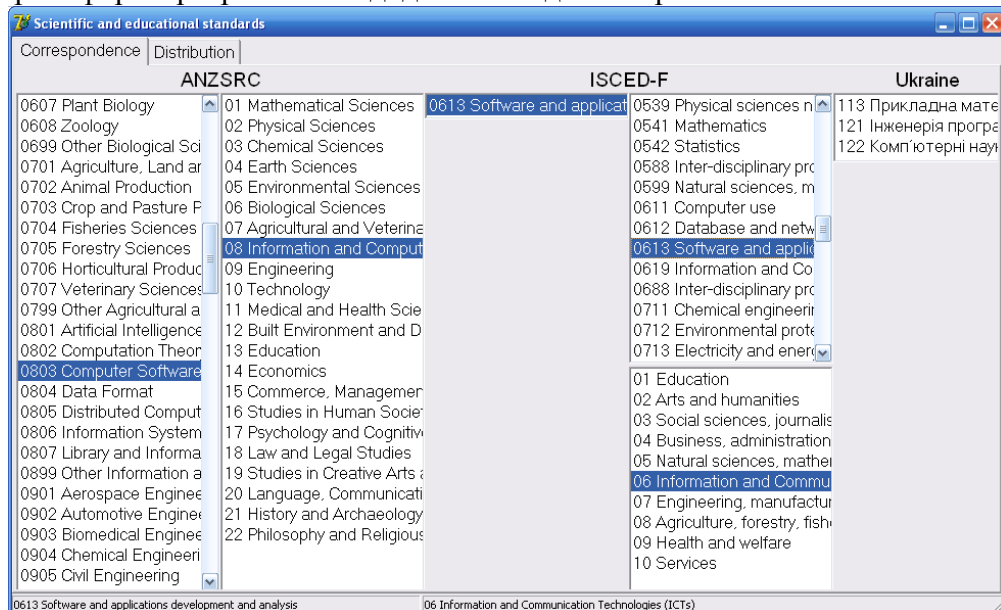 Scientific and educational standards
Correspondence
Distribution
ANZSRC
ISCED-F
Ukraine
0607 Plant Biology
0608 Zoology
0699 Other Biological Sci
0701 Agriculture, Land ar
0702 Animal Production
0703 Crop and Pasture P
0704 Fisheries Sciences
0705 Forestry Sciences
0706 Horticultural Produc
0707 Veterinary Sciences
0799 Other Agricultural a
0801 Artificial Intelligence
0802 Computation Theor
0803 Computer Software
0804 Data Format
0805 Distributed Comput
0806 Information System
0807 Library and Informa
0899 Other Information a
0901 Aerospace Enginee
0902 Automotive Enginee
0903 Biomedical Enginee
0904 Chemical Engineeri
0905 Civil Engineering
01 Mathematical Sciences
02 Physical Sciences
03 Chemical Sciences
04 Earth Sciences
05 Environmental Sciences
06 Biological Sciences
07 Agricultural and Veterina
08 Information and Comput
09 Engineering
10 Technology
11 Medical and Health Scie
12 Built Environment and D
13 Education
14 Economics
15 Commerce, Managemer
16 Studies in Human Societ
17 Psychology and Cognitiv
18 Law and Legal Studies
19 Studies in Creative Arts a
20 Language, Communicati
21 History and Archaeology
22 Philosophy and Religious
0613 Software and applicat
0539 Physical sciences n
0541 Mathematics
0542 Statistics
0588 Inter-disciplinary prc
0599 Natural sciences, m
0611 Computer use
0612 Database and netw
0613 Software and applic
0619 Information and Co
0688 Inter-disciplinary prc
0711 Chemical engineerir
0712 Environmental prote
0713 Electricity and energ
01 Education
02 Arts and humanities
03 Social sciences, journalis
04 Business, administration
05 Natural sciences, mather
06 Information and Commu
07 Engineering, manufactur
08 Agriculture, forestry, fish
09 Health and welfare
10 Services
113 Прикладна мате
121 Інженерія програ
122 Комп´ютерні наук
0613 Software and applications development and analysis
06 Information and Communication Technologies (ICTs)